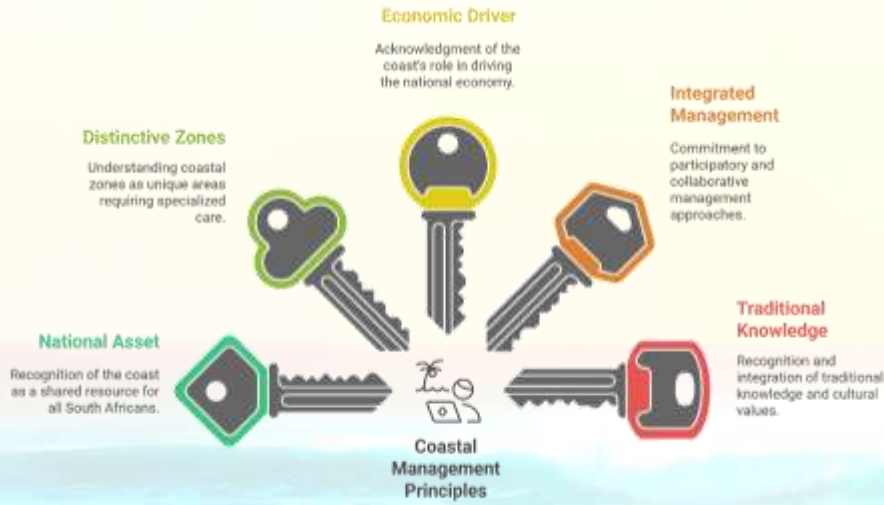 Economic Driver
Acknowledgment of the
coast's role in driving
the national economy.
Integrated
Management
Commitment to
participatory and
collaborative
management
approaches.
Distinctive Zones
Understanding coastal
zones as unique areas
requiring specialized
care.
Traditional
Knowledge
Recognition and
integration of traditional
knowledge and cultural
values.
National Asset
Recognition of the coast
as a shared resource for
all South Africans.
Coastal
Management
Principles